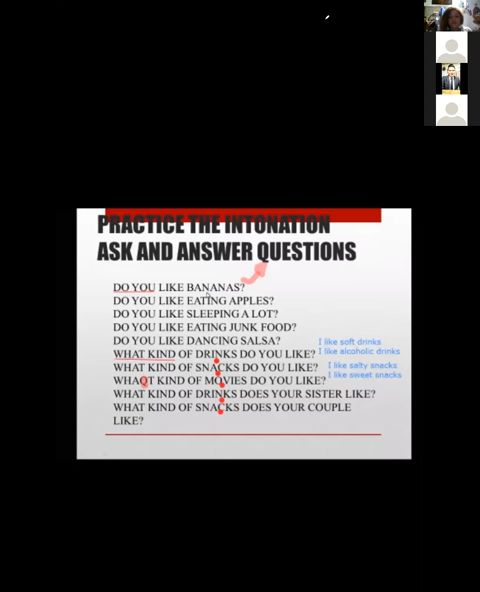 PRACTICE THE INTONATION
ASK AND ANSWER QUESTIONS
DO YOU LIKE BANANAS?
DO YOU LIKE EATING APPLES?
DO YOU LIKE SLEEPING A LOT?
DO YOU LIKE EATING JUNK FOOD?
DO YOU LIKE DANCING SALSA?
WHAT KIND OF DRINKS DO YOU LIKE?
WHAT KIND OF SNACKS DO YOU LIKE?
WHAQT KIND OF MOVIES DO YOU LIKE?
WHAT KIND OF DRINKS DOES YOUR SISTER LIKE?
WHAT KIND OF SNACKS DOES YOUR COUPLE
LIKE?
I like soft drinks
I like alcoholic drinks
I like salty snacks
I like sweet snacks